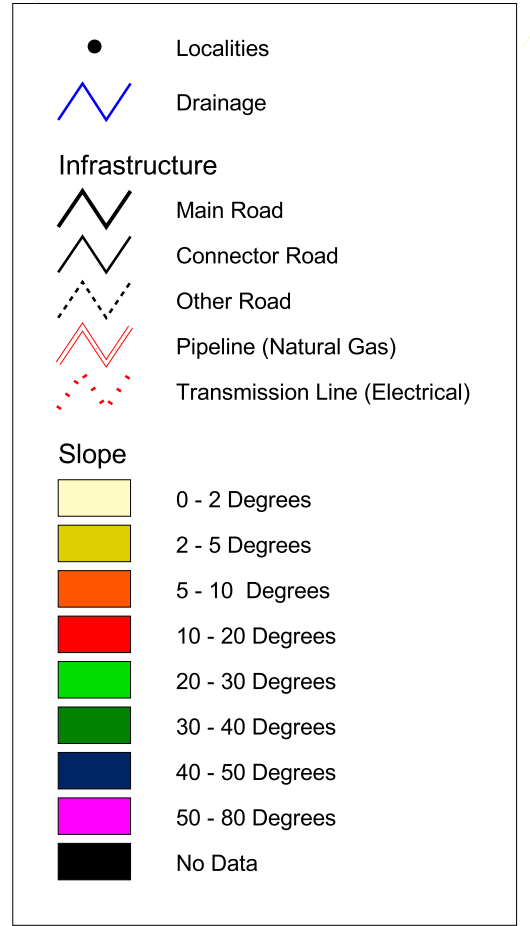 Localities
Drainage
Infrastructure
Main Road
Connector Road
Other Road
Pipeline (Natural Gas)
Transmission Line (Electrical)
Slope
0 - 2 Degrees
2 - 5 Degrees
5 - 10  Degrees
10 - 20 Degrees
20 - 30 Degrees
30 - 40 Degrees
40 - 50 Degrees
50 - 80 Degrees
No Data